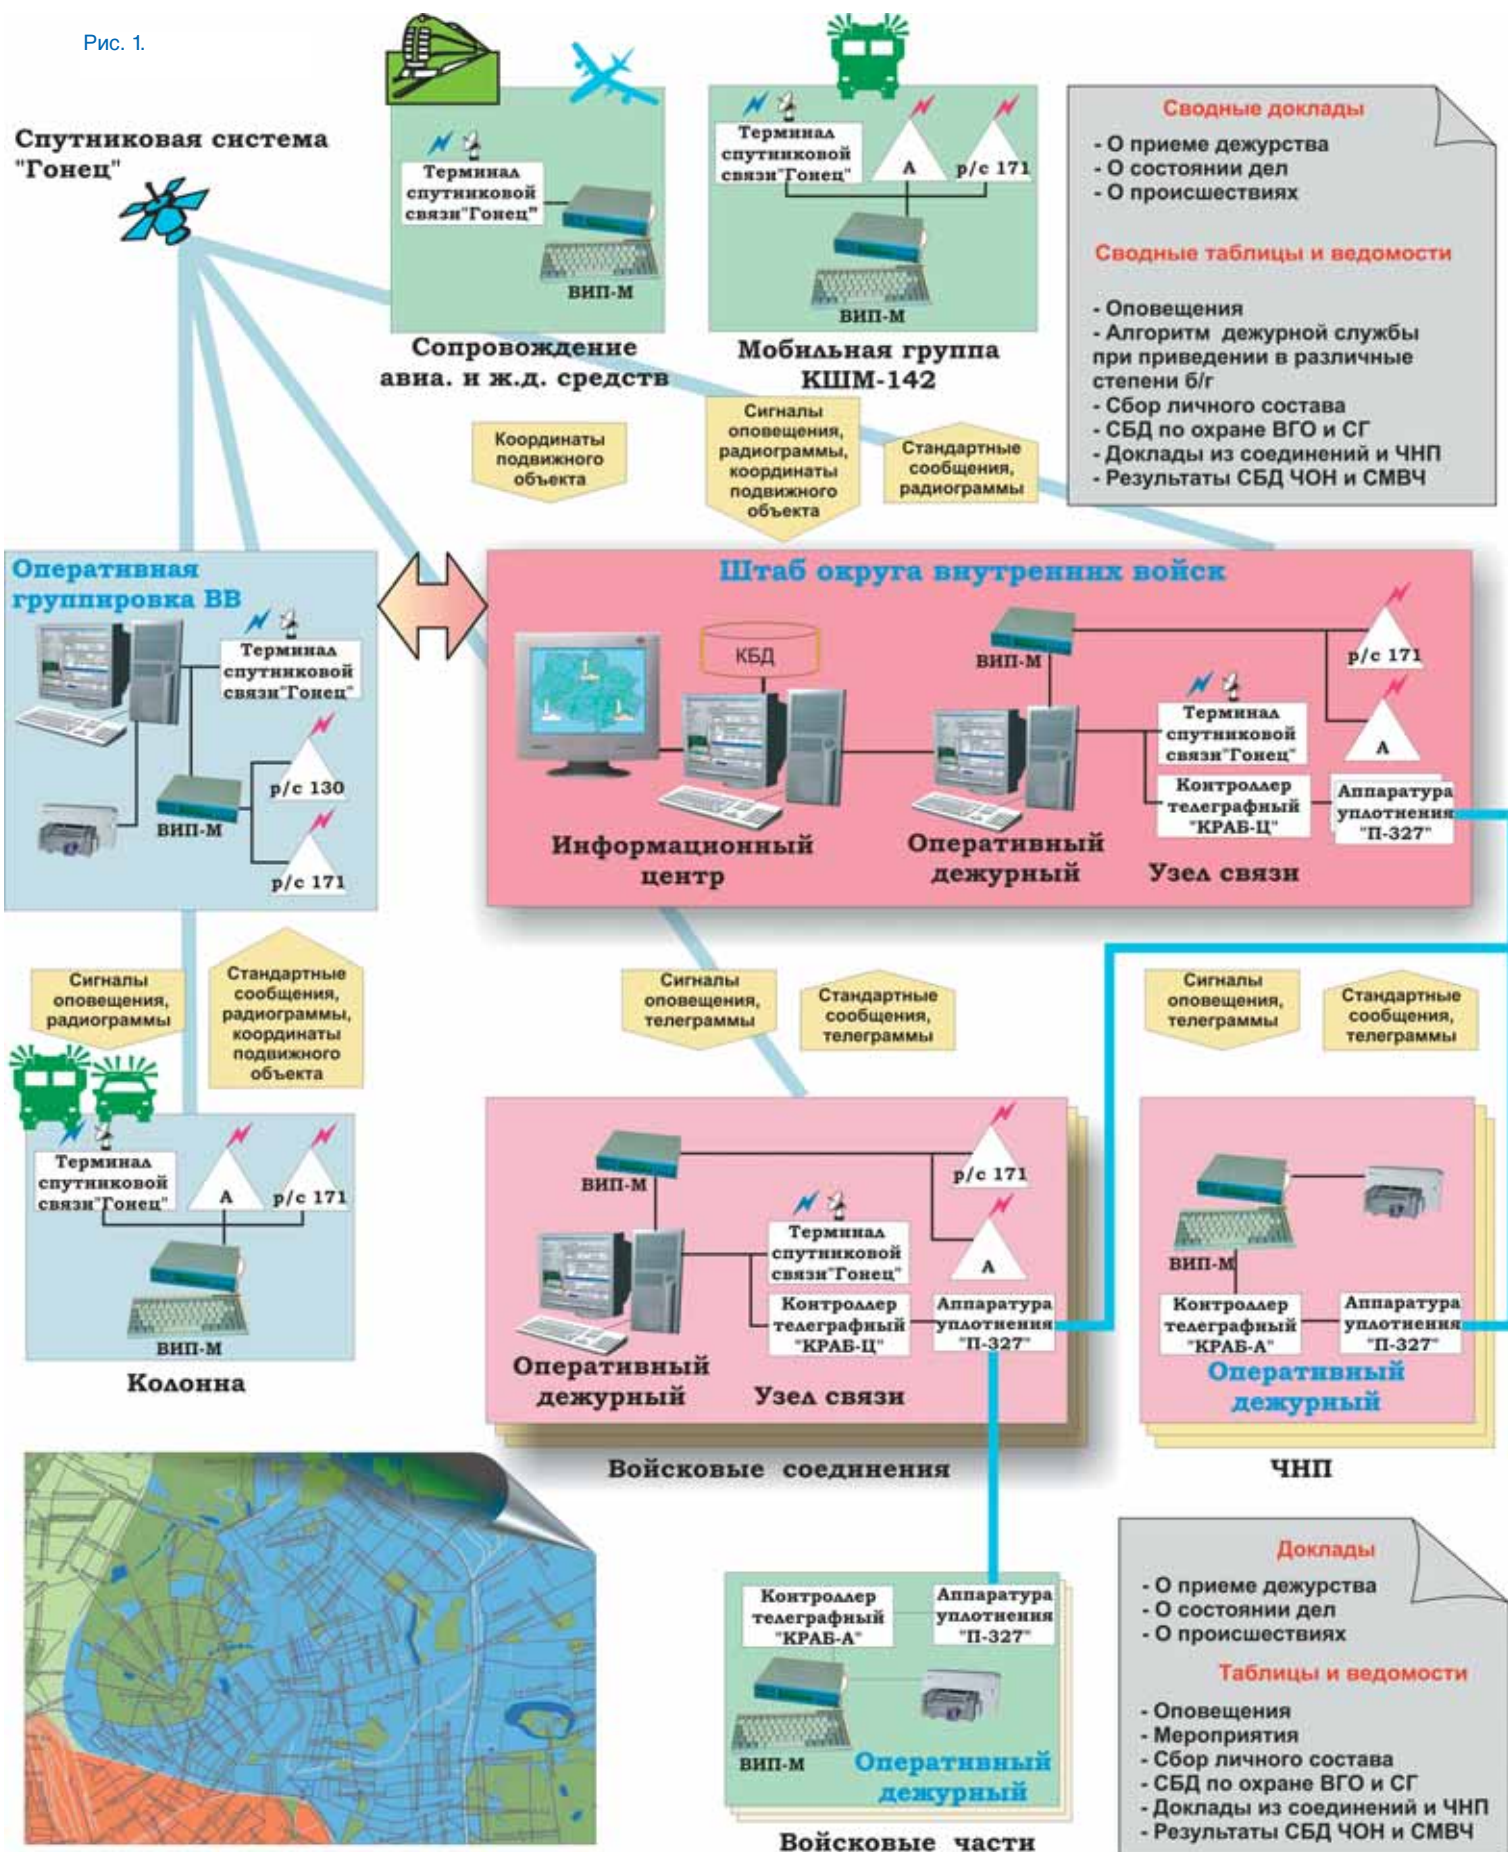 Рис. 1.
Спутниковая система
"Гонец"
Терминал
спутниковой
связи"Гонец"
ВИП-М
Сопровождение
авиа. и ж.д. средств
Терминал
спутниковой
связи"Гонец"
А
р/с 171
ВИП-М
Мобильная группа
КШМ-142
Сводные доклады
- О приеме дежурства
- О состоянии дел
- О происшествиях
Сводные таблицы и ведомости
- Оповещения
- Алгоритм дежурной службы
при приведении в различные
степени б/г
- Сбор личного состава
- СБД по охране ВГО и СГ
- Доклады из соединений и ЧНП
- Результаты СБД ЧОН и СМВЧ
Координаты
подвижного
объекта
Сигналы
оповещения,
радиограммы,
координаты
подвижного
объекта
Стандартные
сообщения,
радиограммы
Оперативная
группировка ВВ
Терминал
спутниковой
связи"Гонец"
р/с 130
ВИП-М
р/с 171
Штаб округа внутренних войск
КБД
ВИП-М
р/с 171
Терминал
спутниковой
связи"Гонец"
А
Контроллер
телеграфный
"КРАБ-Ц"
Аппаратура
уплотнения
"П-327"
Информационный
центр
Оперативный
дежурный
Узел связи
Сигналы
оповещения,
радиограммы
Стандартные
сообщения,
радиограммы,
координаты
подвижного
объекта
Сигналы
оповещения,
телеграммы
Стандартные
сообщения,
телеграммы
Сигналы
оповещения,
телеграммы
Стандартные
сообщения,
телеграммы
Терминал
спутниковой
связи"Гонец"
А
р/с 171
ВИП-М
Колонна
ВИП-М
р/с 171
Терминал
спутниковой
связи"Гонец"
А
Контроллер
телеграфный
"КРАБ-Ц"
Аппаратура
уплотнения
"П-327"
Оперативный
дежурный
Узел связи
Войсковые соединения
ВИП-М
Контроллер
телеграфный
"КРАБ-А"
Аппаратура
уплотнения
"П-327"
Оперативный
дежурный
ЧНП
Контроллер
телеграфный
"КРАБ-А"
Аппаратура
уплотнения
"П-327"
ВИП-М
Оперативный
дежурный
Войсковые части
Доклады
- О приеме дежурства
- О состоянии дел
- О происшествиях
Таблицы и ведомости
- Оповещения
- Мероприятия
- Сбор личного состава
- СБД по охране ВГО и СГ
- Доклады из соединений и ЧНП
- Результаты СБД ЧОН и СМВЧ